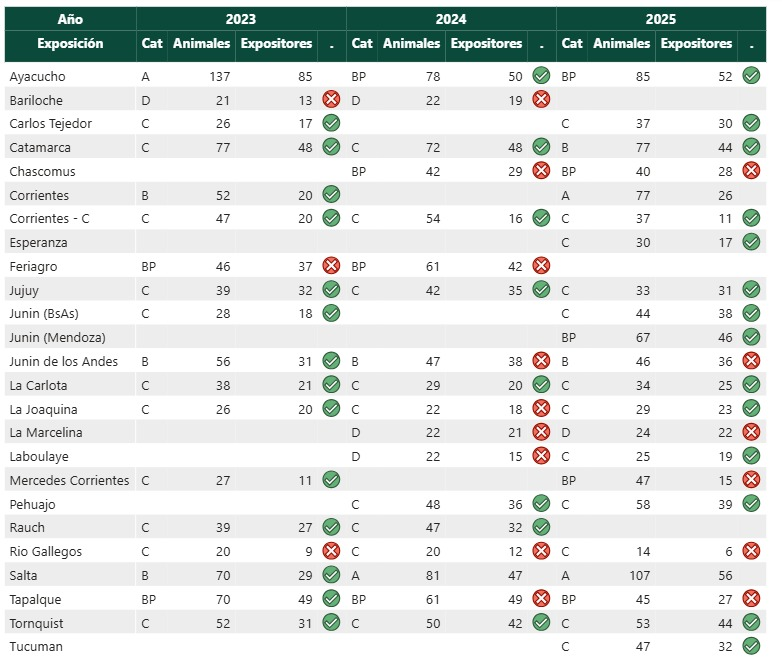 Año 2023 2024 2025
Exposición Cat Animales Expositores . Cat Animales Expositores . Cat Animales Expositores .
Ayacucho A 137 85 BP 78 50 BP 85 52
Bariloche D 21 13 D 22 19
Carlos Tejedor C 26 17 C 37 30
Catamarca C 77 48 C 72 48 B 77 44
Chascomus BP 42 29 BP 40 28
Corrientes B 52 20 A 77 26
Corrientes - C C 47 20 C 54 16 C 37 11
Esperanza C 30 17
Feriagro BP 46 37 BP 61 42
Jujuy C 39 32 C 42 35 C 33 31
Junin (BsAs) C 28 18 C 44 38
Junin (Mendoza) BP 67 46
Junin de los Andes B 56 31 B 47 38 B 46 36
La Carlota C 38 21 C 29 20 C 34 25
La Joaquina C 26 20 C 22 18 C 29 23
La Marcelina D 22 21 D 24 22
Laboulaye D 22 15 C 25 19
Mercedes Corrientes C 27 11 BP 47 15
Pehuajo C 48 36 C 58 39
Rauch C 39 27 C 47 32
Rio Gallegos C 20 9 C 20 12 C 14 6
Salta B 70 29 A 81 47 A 107 56
Tapalque BP 70 49 BP 61 49 BP 45 27
Tornquist C 52 31 C 50 42 C 53 44
Tucuman C 47 32